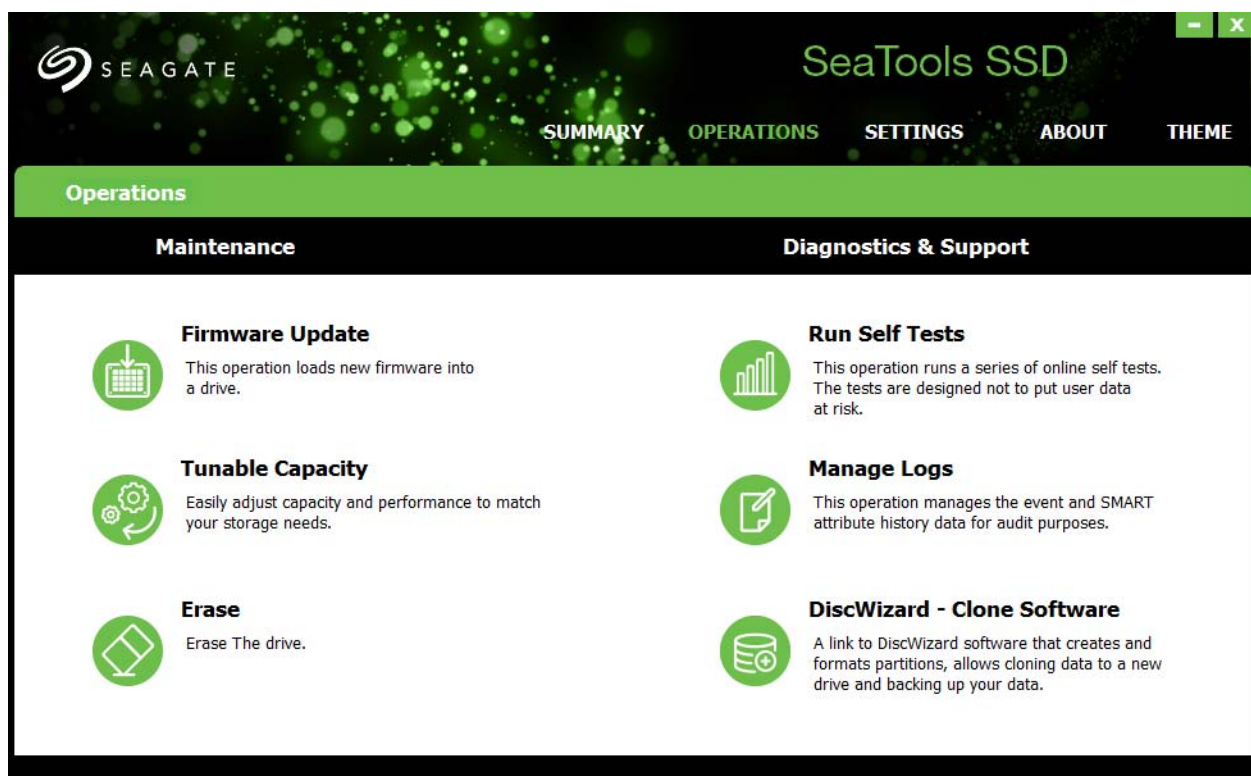 SEAGATE
SeaTools SSD
- X
SUMMARY OPERATIONS SETTINGS ABOUT THEME
Operations
Maintenance
Diagnostics & Support
Firmware Update
This operation loads new firmware into
a drive.
Tunable Capacity
Easily adjust capacity and performance to match
your storage needs.
Erase
Erase The drive.
Run Self Tests
This operation runs a series of online self tests.
The tests are designed not to put user data
at risk.
Manage Logs
This operation manages the event and SMART
attribute history data for audit purposes.
DiscWizard - Clone Software
A link to DiscWizard software that creates and
formats partitions, allows cloning data to a new
drive and backing up your data.